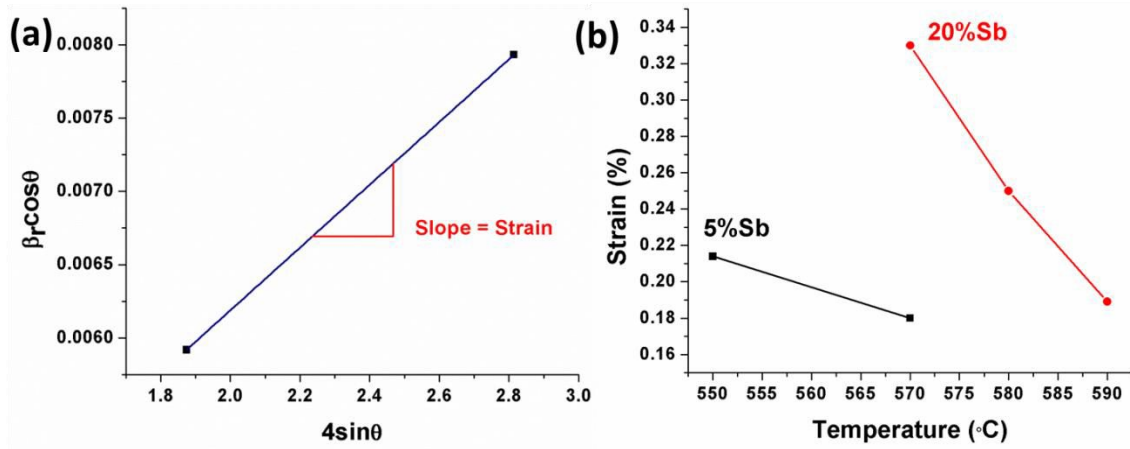 (a)
0.0080
0.0075
0.0070
0.0065
0.0060
βrcosθ
Slope = Strain
1.8 2.0 2.2 2.4 2.6 2.8 3.0
4sinθ
(b)
0.34
0.32
0.30
0.28
0.26
0.24
0.22
0.20
0.18
0.16
Strain (%)
20%Sb
5%Sb
550 555 560 565 570 575 580 585 590
Temperature (◦C)